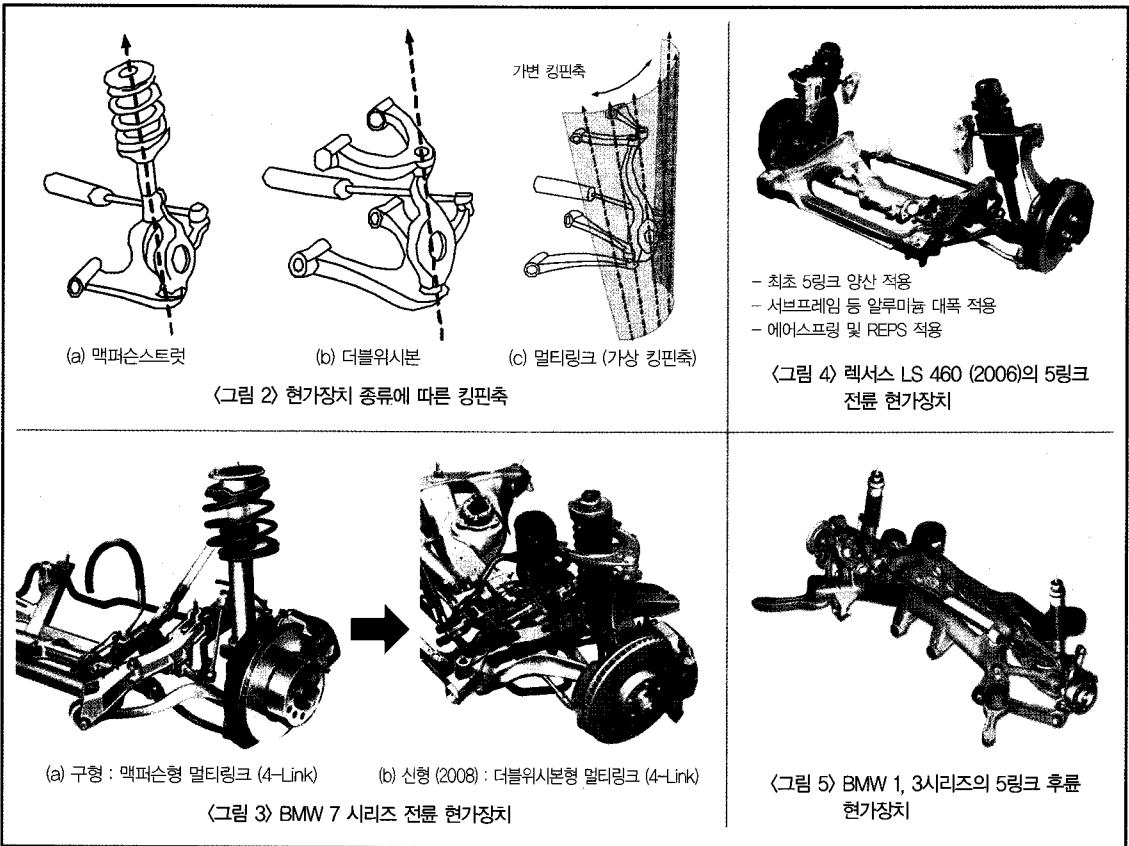 가변 킹핀축
(a) 맥퍼슨스트럿
(b) 더블위시본
(c) 멀티링크 (가상 킹핀축)
〈그림 2〉 현가장치 종류에 따른 킹핀축
- 최초 5링크 양산 적용
- 서브프레임 등 알루미늄 대폭 적용
- 에어스프링 및 REPS 적용
〈그림 4〉 렉서스 LS 460 (2006)의 5링크
전륜 현가장치
(a) 구형 : 맥퍼슨형 멀티링크 (4-Link)
(b) 신형 (2008) : 더블위시본형 멀티링크 (4-Link)
〈그림 3〉 BMW 7 시리즈 전륜 현가장치
〈그림 5〉 BMW 1, 3시리즈의 5링크 후륜
현가장치